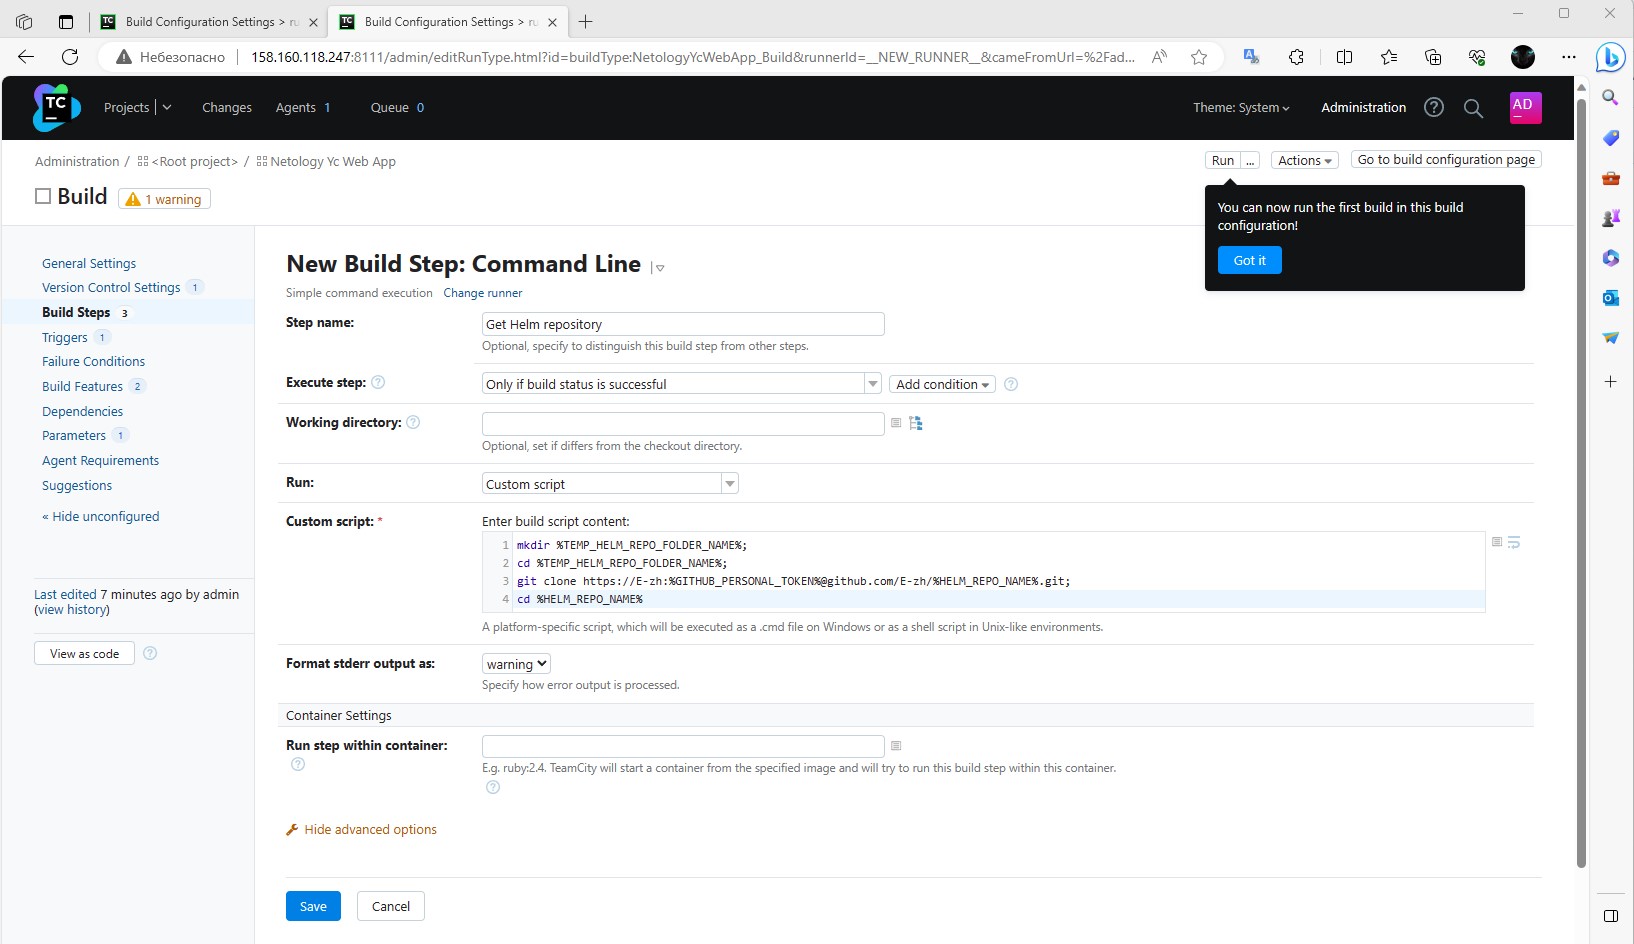 Build Configuration Settings > ru
Build Configuration Settings > ru
Небезопасно
158.160.118.247:8111/admin/editRunType.html?id=buildType:NetologyYcWebApp_Build&runnerId=__NEW_RUNNER__&cameFromUrl=%2Fad...
TC
Projects
Changes
Agents 1
Queue 0
Theme: System
Administration
AD
Administration / <Root project> / Netology Yc Web App
Run ...
Actions
Go to build configuration page
Build
1 warning
You can now run the first build in this build
configuration!
Got it
General Settings
Version Control Settings 1
Build Steps 3
Triggers 1
Failure Conditions
Build Features 2
Dependencies
Parameters 1
Agent Requirements
Suggestions
« Hide unconfigured
Last edited 7 minutes ago by admin
(view history)
View as code
New Build Step: Command Line
Simple command execution Change runner
Step name:
Get Helm repository
Optional, specify to distinguish this build step from other steps.
Execute step:
Only if build status is successful
Add condition
Working directory:
Optional, set if differs from the checkout directory.
Run:
Custom script
Custom script: *
Enter build script content:
1 mkdir %TEMP_HELM_REPO_FOLDER_NAME%;
2 cd %TEMP_HELM_REPO_FOLDER_NAME%;
3 git clone https://E-zh:%GITHUB_PERSONAL_TOKEN%@github.com/E-zh/%HELM_REPO_NAME%.git;
4 cd %HELM_REPO_NAME%
A platform-specific script, which will be executed as a .cmd file on Windows or as a shell script in Unix-like environments.
Format stderr output as:
warning
Specify how error output is processed.
Container Settings
Run step within container:
E.g. ruby:2.4. TeamCity will start a container from the specified image and will try to run this build step within this container.
Hide advanced options
Save
Cancel